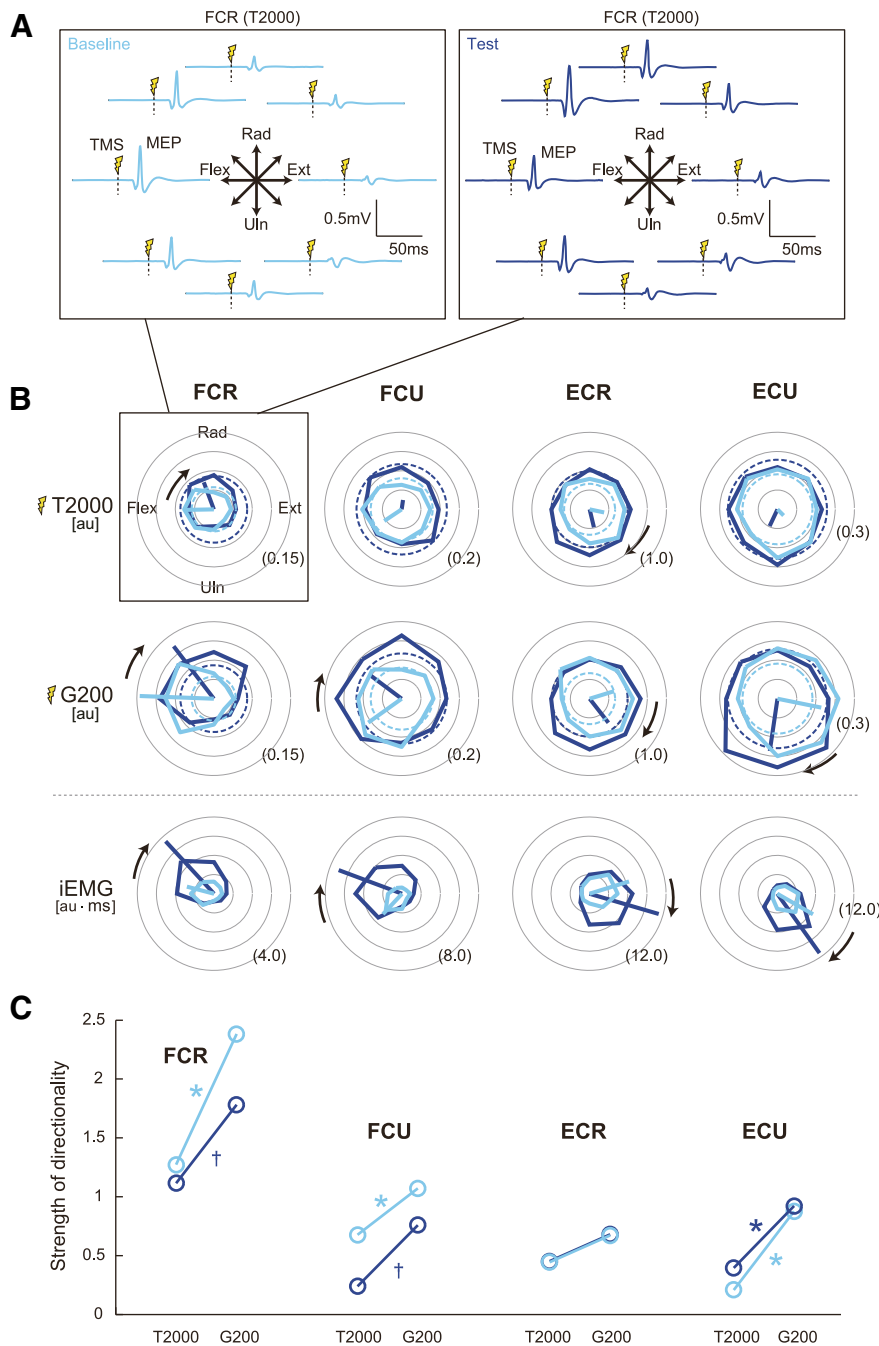 A
FCR (T2000)
FCR (T2000)
Baseline
Test
TMS
MEP
Rad
Flex
Ext
Uln
0.5mV
50ms
TMS
MEP
Rad
Flex
Ext
Uln
0.5mV
50ms
B
FCR
FCU
ECR
ECU
T2000
[au]
Rad
Flex
Ext
Uln
(0.15)
(0.2)
(1.0)
(0.3)
G200
[au]
(0.15)
(0.2)
(1.0)
(0.3)
iEMG
[au · ms]
(4.0)
(8.0)
(12.0)
(12.0)
C
Strength of directionality
2.5
2
1.5
1
0.5
0
FCR
FCU
ECR
ECU
*
†
*
†
*
*
T2000 G200
T2000 G200
T2000 G200
T2000 G200